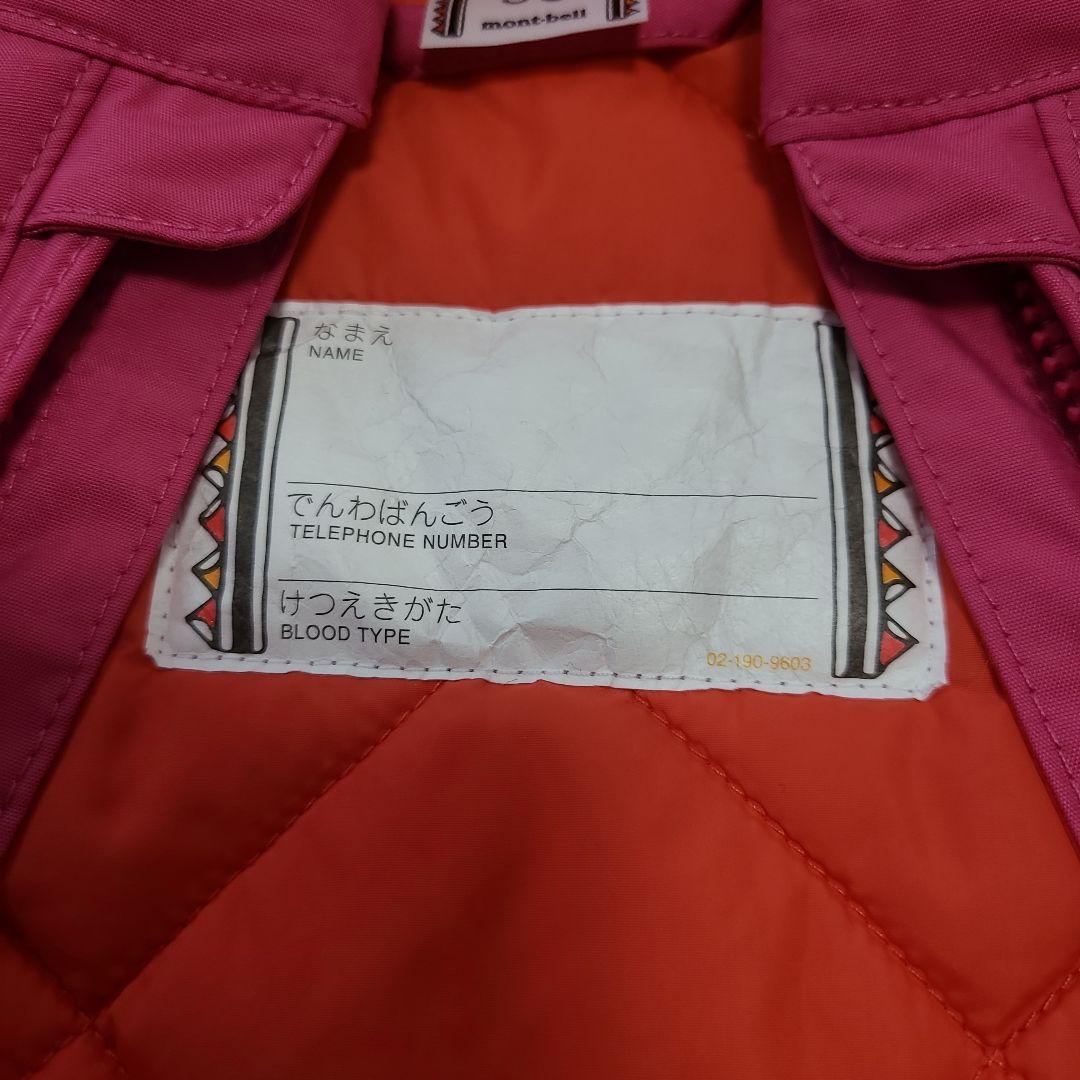 mont-bell
なまえ
NAME
でんわばんごう
TELEPHONE NUMBER
けつえきがた
BLOOD TYPE
02-190-9603